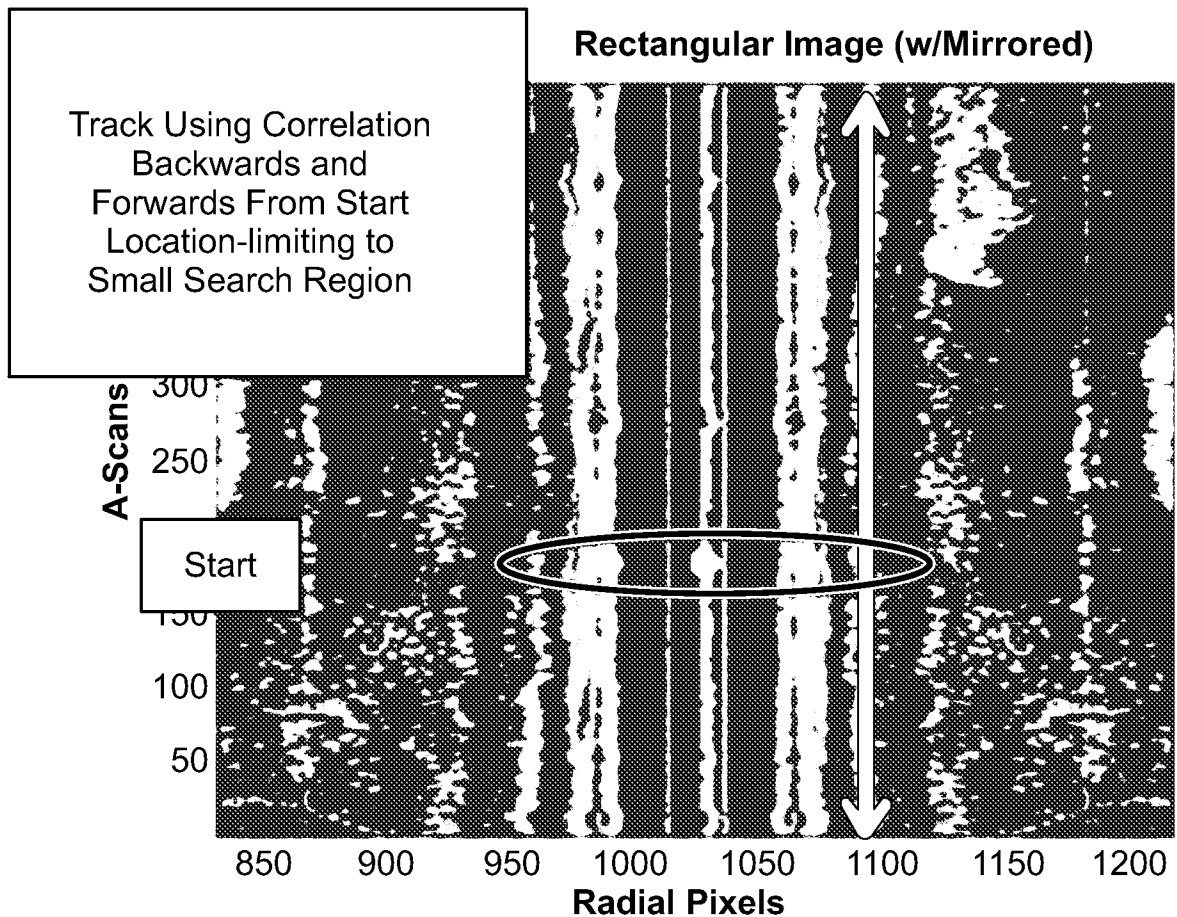 Rectangular Image (w/Mirrored)
Track Using Correlation
Backwards and
Forwards From Start
Location-limiting to
Small Search Region
A-Scans
300
250
Start
150
100
50
850 900 950 1000 1050 1100 1150 1200
Radial Pixels